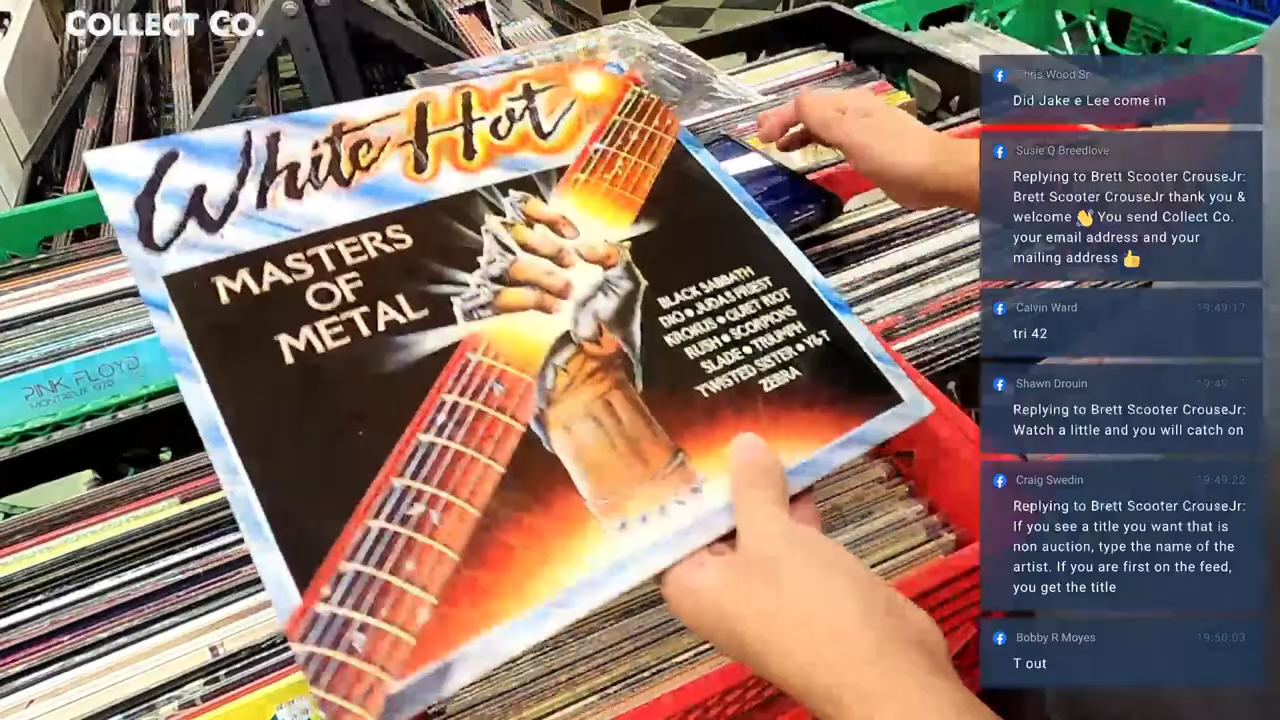 COLLECT CO.
White Hot
MASTERS
OF
METAL
BLACK SABBATH
DIO • JUDAS PRIEST
KROKUS • QUIET RIOT
RUSH • SCORPIONS
SLADE • TRIUMPH
TWISTED SISTER • Y&T
ZEBRA
PINK FLOYD
MONTREUX 1970
Chris Wood Sr
Did Jake e Lee come in
Susie Q Breedlove
Replying to Brett Scooter CrouseJr:
Brett Scooter CrouseJr thank you &
welcome 👋 You send Collect Co.
your email address and your
mailing address 👍
Calvin Ward 19:49:17
tri 42
Shawn Drouin
Replying to Brett Scooter CrouseJr:
Watch a little and you will catch on
Craig Swedin 19:49:22
Replying to Brett Scooter CrouseJr:
If you see a title you want that is
non auction, type the name of the
artist. If you are first on the feed,
you get the title
Bobby R Moyes 19:50:03
T out